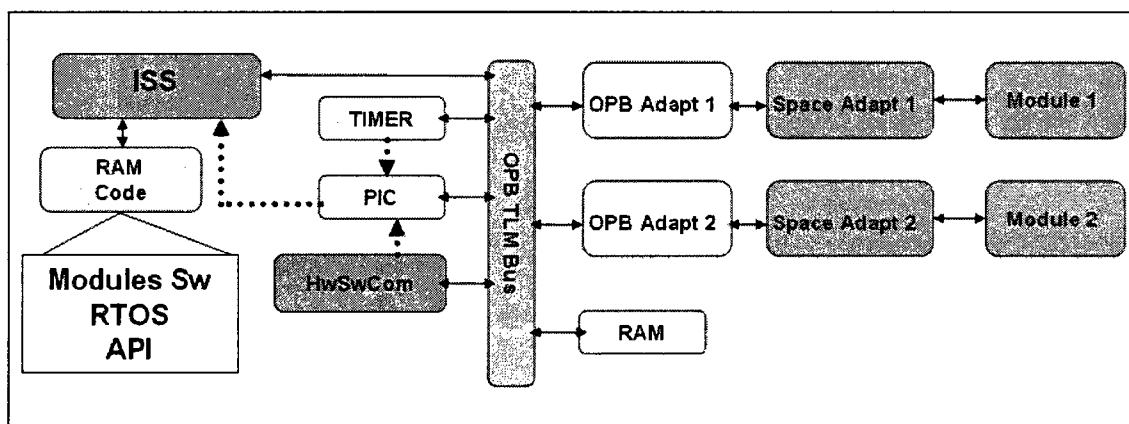 ISS
RAM
Code
Modules Sw
RTOS
API
TIMER
PIC
HwSwCom
OPB TLM Bus
OPB Adapt 1
Space Adapt 1
Module 1
OPB Adapt 2
Space Adapt 2
Module 2
RAM